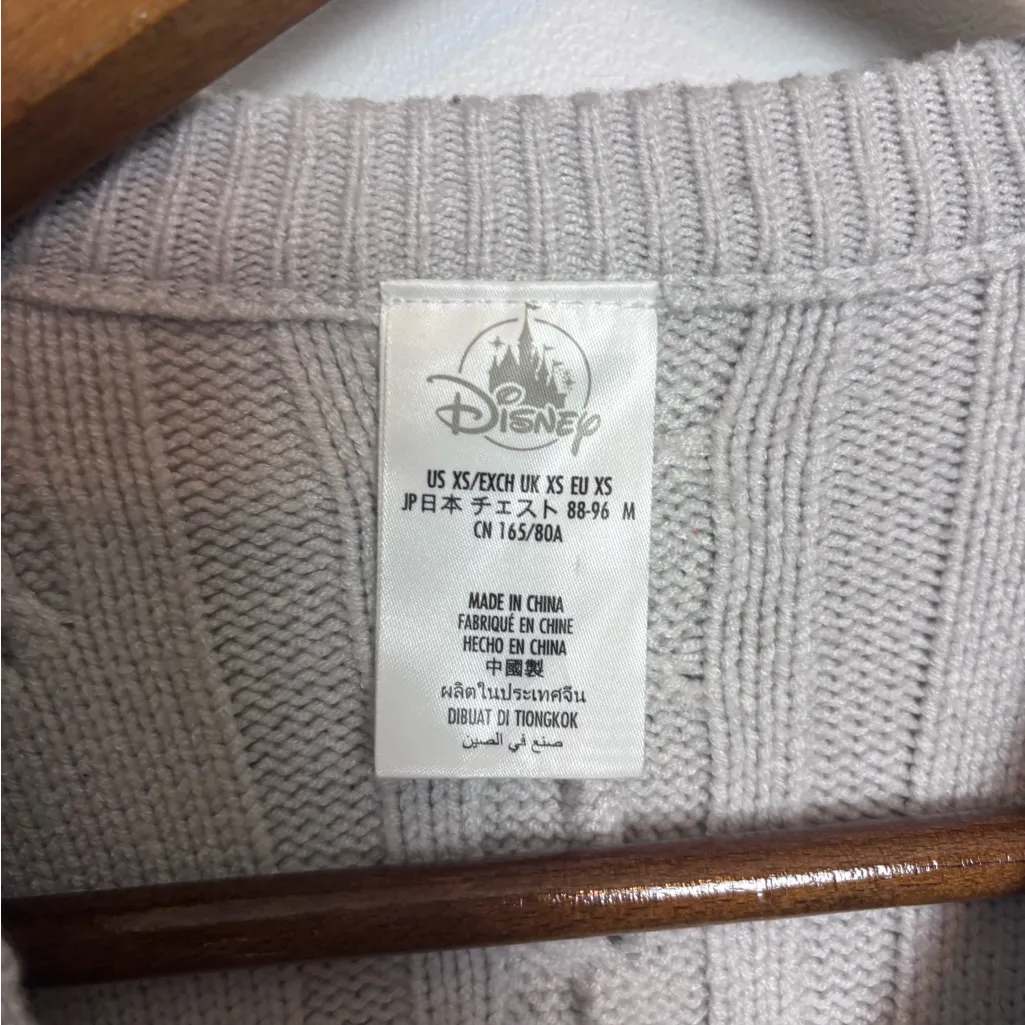 Disney
US XS/EXCH UK XS EU XS
JP日本 チェスト 88-96 M
CN 165/80A
MADE IN CHINA
FABRIQUÉ EN CHINE
HECHO EN CHINA
中國製
ผลิตในประเทศจีน
DIBUAT DI TIONGKOK
صنع في الصين